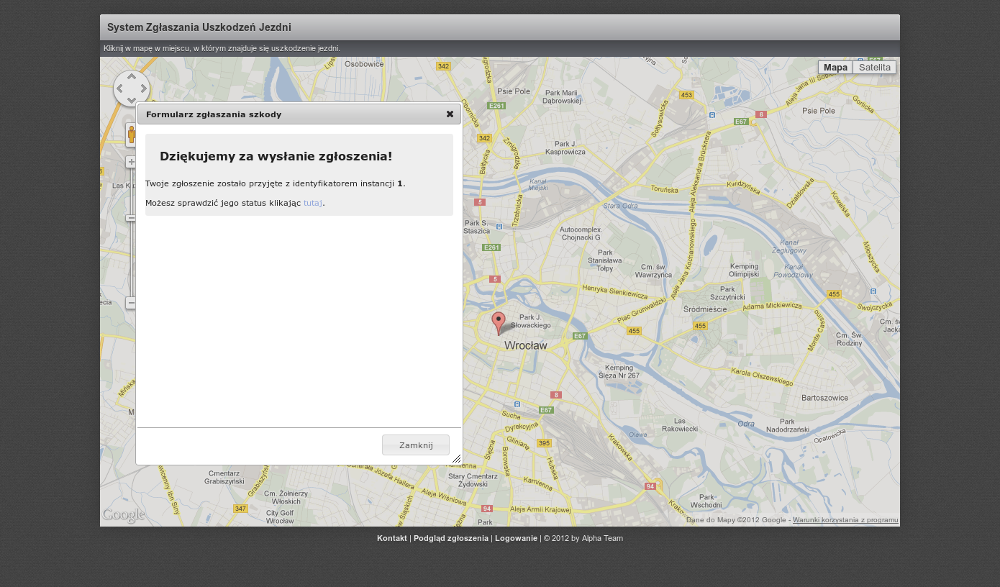 System Zgłaszania Uszkodzeń Jezdni
Kliknij w mapę w miejscu, w którym znajduje się uszkodzenie jezdni.
Mapa
Satelita
Formularz zgłaszania szkody
Dziękujemy za wysłanie zgłoszenia!
Twoje zgłoszenie zostało przyjęte z identyfikatorem instancji 1.
Możesz sprawdzić jego status klikając tutaj.
Zamknij
Osobowice
342
Psie Pole
Park Marii
Dąbrowskiej
453
E67
8
Aleja Jana III Sobie
Psie Pole
Gorlicka
E261
Obornicka
342
Żmigrodzka
Bałtycka
Park J.
Kasprowicza
Sołtysowicka
Aleja Aleksandra Brücknera
Kanał
Miejski
Toruńska
Kwidzyńska
Działdowska
Kowalska
Stara Odra
5
Trzebnicka
Park S.
Staszica
Autocomplex.
Chojnacki G
E261
Park
Stanisława
Tołpy
Cm. św.
Wawrzyńca
Aleja Jana Kochanowskiego
Kemping
Olimpijski
Kanał
Żeglugowy
Kanał
Powodziowy
Miłoszycka
5
Henryka Sienkiewicza
Park
Szczytnicki
455
Plac Grunwaldzki
Śródmieście
Adama Mickiewicza
Swojczycka
Park J.
Słowackiego
Wrocław
E67
455
455
Monte Cass
Cm. Św.
Rodziny
Kemping
Ślęza Nr 267
Karola Olszewskiego
Bartoszowice
8
E67
Sucha
Dyrekcyjna
Las
Rakowiecki
Odra
Park
Nadodrzański
Opatowicka
Oława
Gliniana
395
Krakowska
Ślężna
Borowska
Hubska
Mińska
Cmentarz
Grabiszyński
Stary Cmentarz
Żydowski
Kamienna
Cm. Żołnierzy
Włoskich
Aleja Wiśniowa
94
Park
Wschodni
347
City Golf
Wrocław
94
Aleja Armii Krajowej
Park
Google
Dane do Mapy ©2012 Google - Warunki korzystania z programu
Kontakt | Podgląd zgłoszenia | Logowanie | © 2012 by Alpha Team